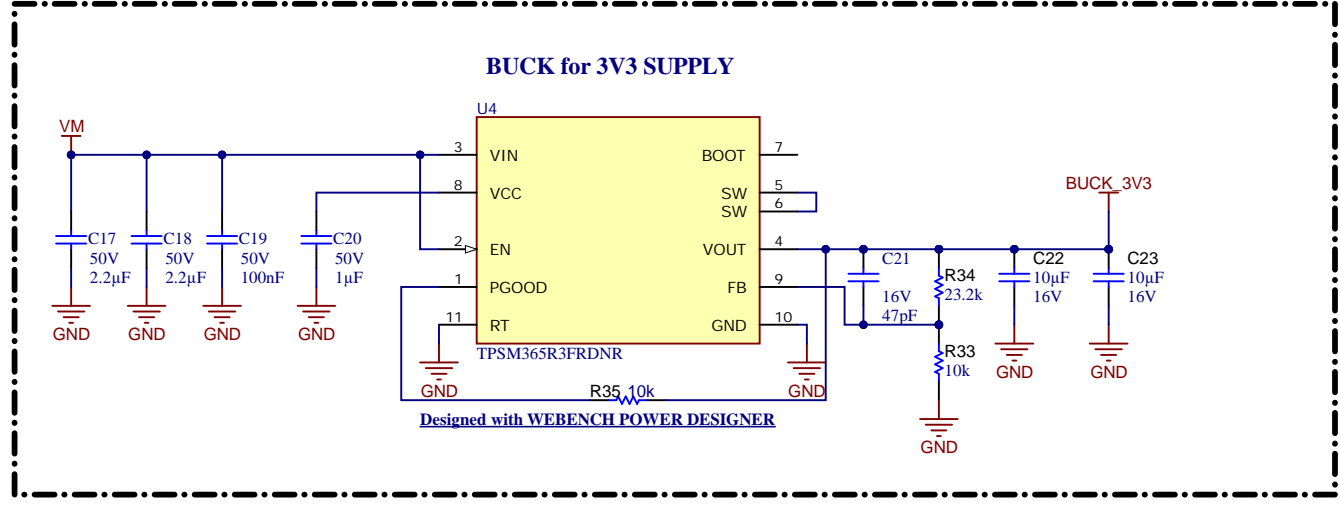 BUCK for 3V3 SUPPLY
U4
VM
3 VIN
BOOT 7
8 VCC
SW 5
SW 6
BUCK_3V3
2 EN
VOUT 4
1 PGOOD
FB 9
11 RT
GND 10
TPSM365R3FRDNR
C17
50V
2.2µF
C18
50V
2.2µF
C19
50V
100nF
C20
50V
1µF
C21
16V
47pF
R34
23.2k
C22
10µF
16V
C23
10µF
16V
R33
10k
GND
GND
GND
GND
GND
GND
GND
GND
GND
R35 10k
Designed with WEBENCH POWER DESIGNER